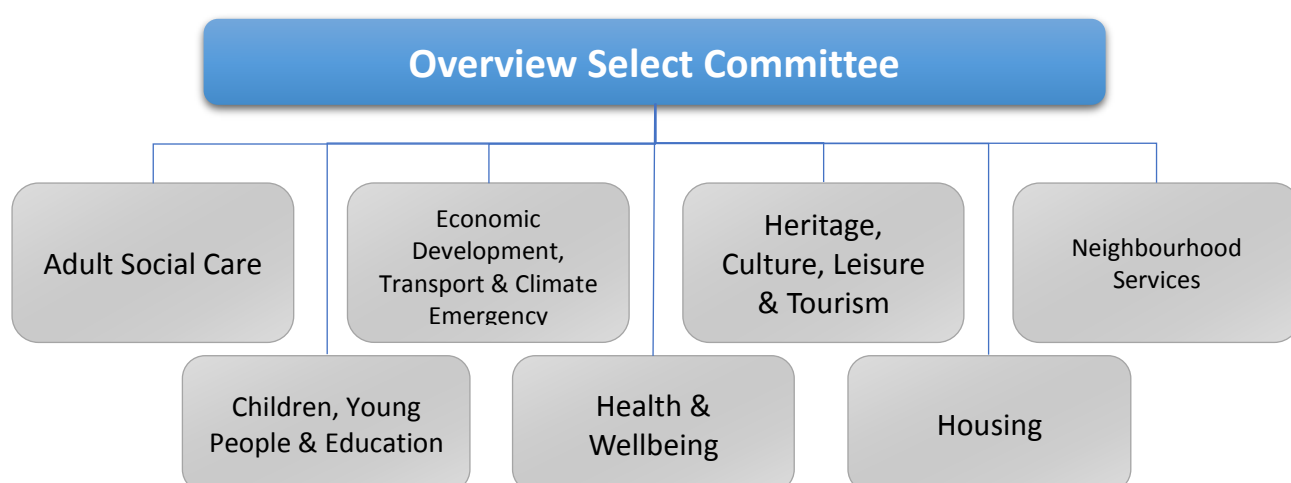 Overview Select Committee
Adult Social Care
Economic
Development,
Transport & Climate
Emergency
Heritage,
Culture, Leisure
& Tourism
Neighbourhood
Services
Children, Young
People & Education
Health &
Wellbeing
Housing